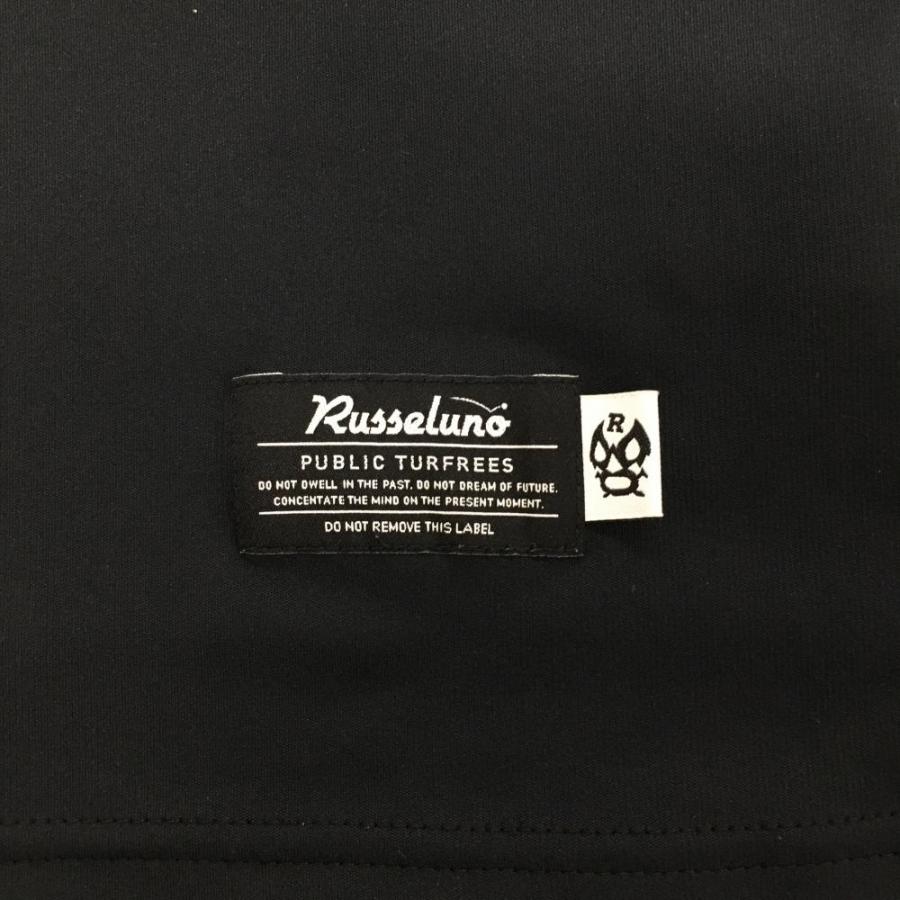 Russeluno
PUBLIC TURFREES
DO NOT DWELL IN THE PAST. DO NOT DREAM OF FUTURE.
CONCENTATE THE MIND ON THE PRESENT MOMENT.
DO NOT REMOVE THIS LABEL
R